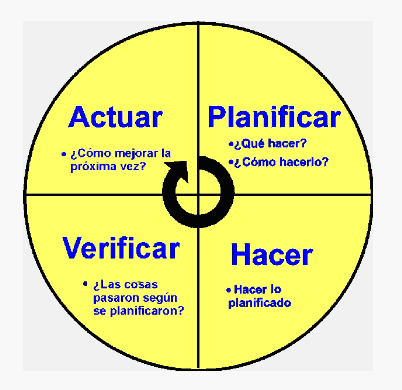 Actuar
• ¿Cómo mejorar la
próxima vez?
Planificar
•¿Qué hacer?
•¿Cómo hacerlo?
Verificar
• ¿Las cosas
pasaron según
se planificaron?
Hacer
• Hacer lo
planificado